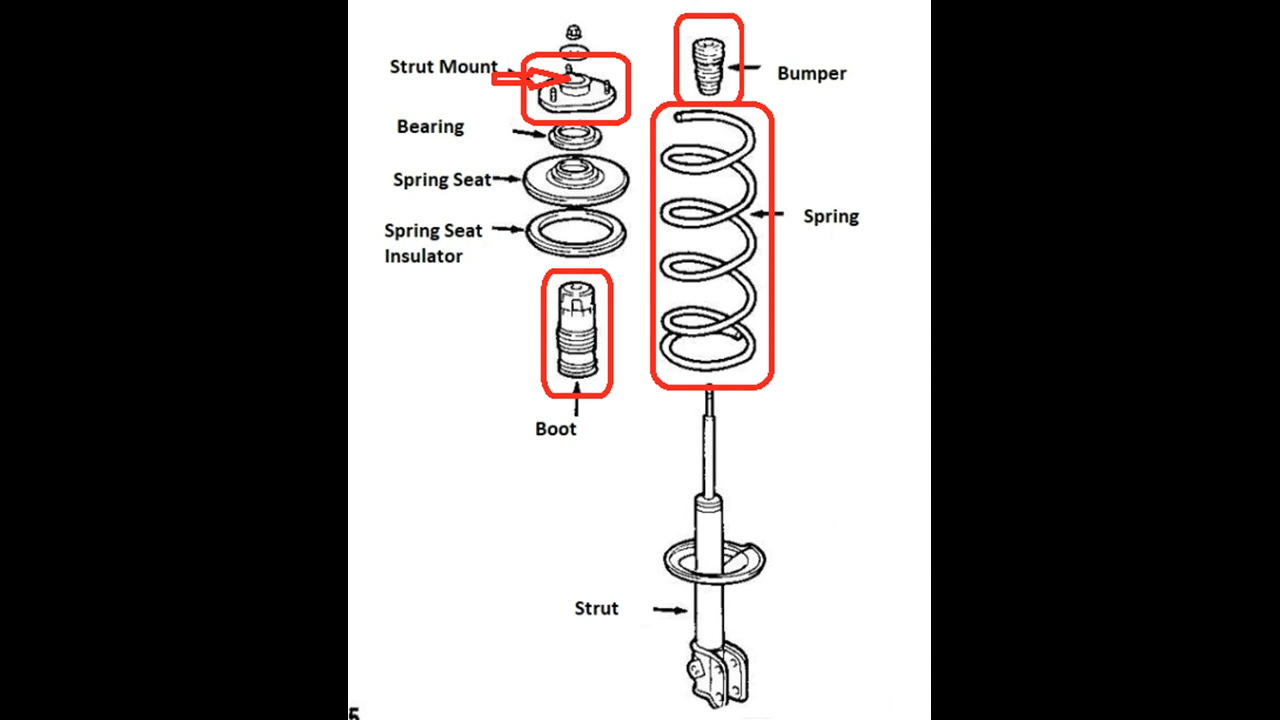 Strut Mount
Bumper
Bearing
Spring Seat
Spring
Spring Seat
Insulator
Boot
Strut
5